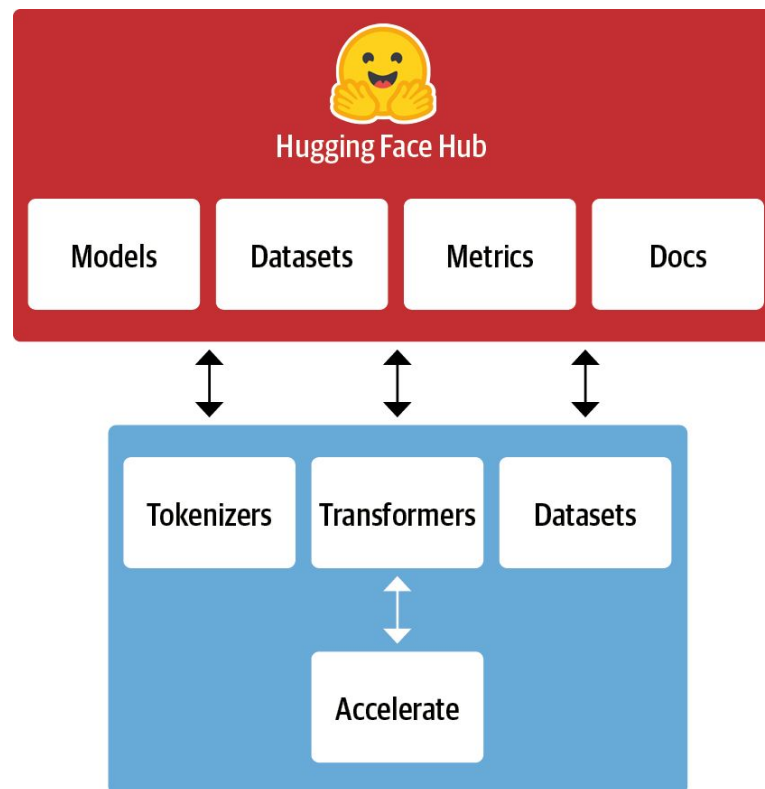 Hugging Face Hub
Models Datasets Metrics Docs
Tokenizers Transformers Datasets
Accelerate